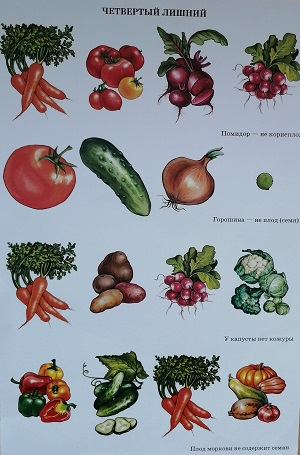 ЧЕТВЕРТЫЙ ЛИШНИЙ
Помидор — не корнеплод
Горошина — не плод (семя)
У капусты нет кожуры
Плод моркови не содержит семян